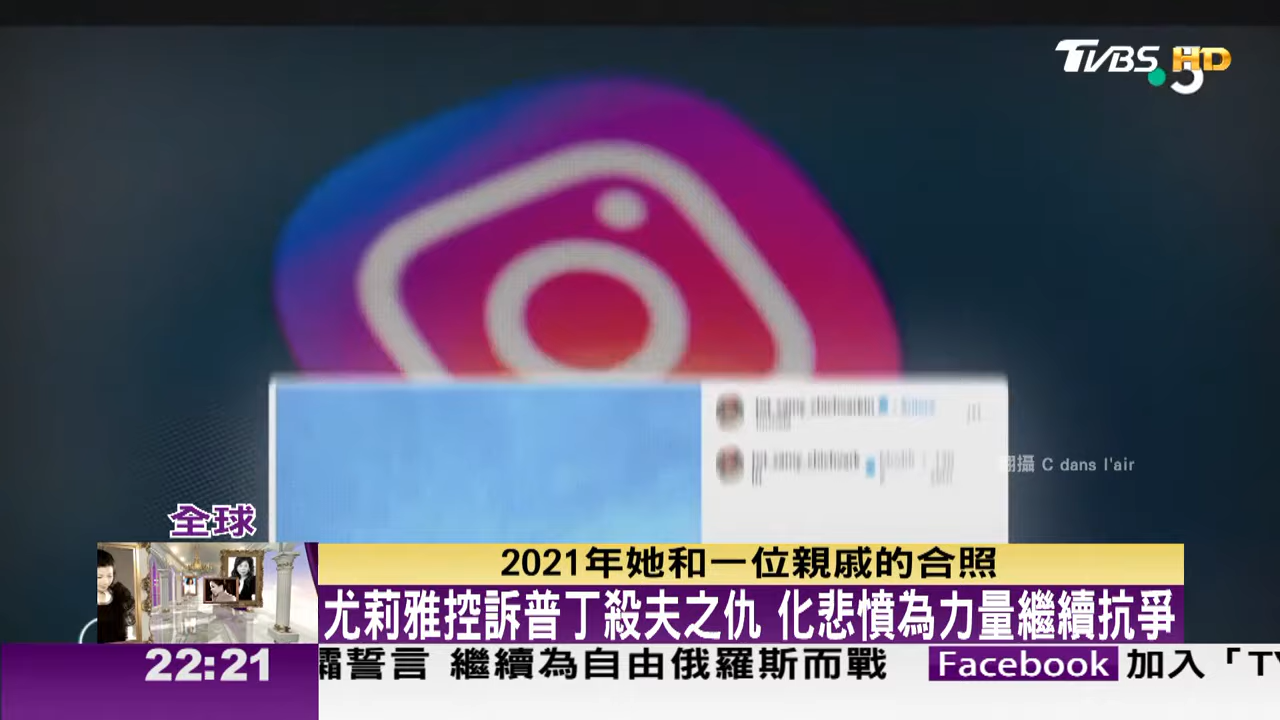 TVBS HD
5
翻攝 C dans l'air
全球
2021年她和一位親戚的合照
尤莉雅控訴普丁殺夫之仇 化悲憤為力量繼續抗爭
22:21
霸誓言 繼續為自由俄羅斯而戰 Facebook 加入「TV